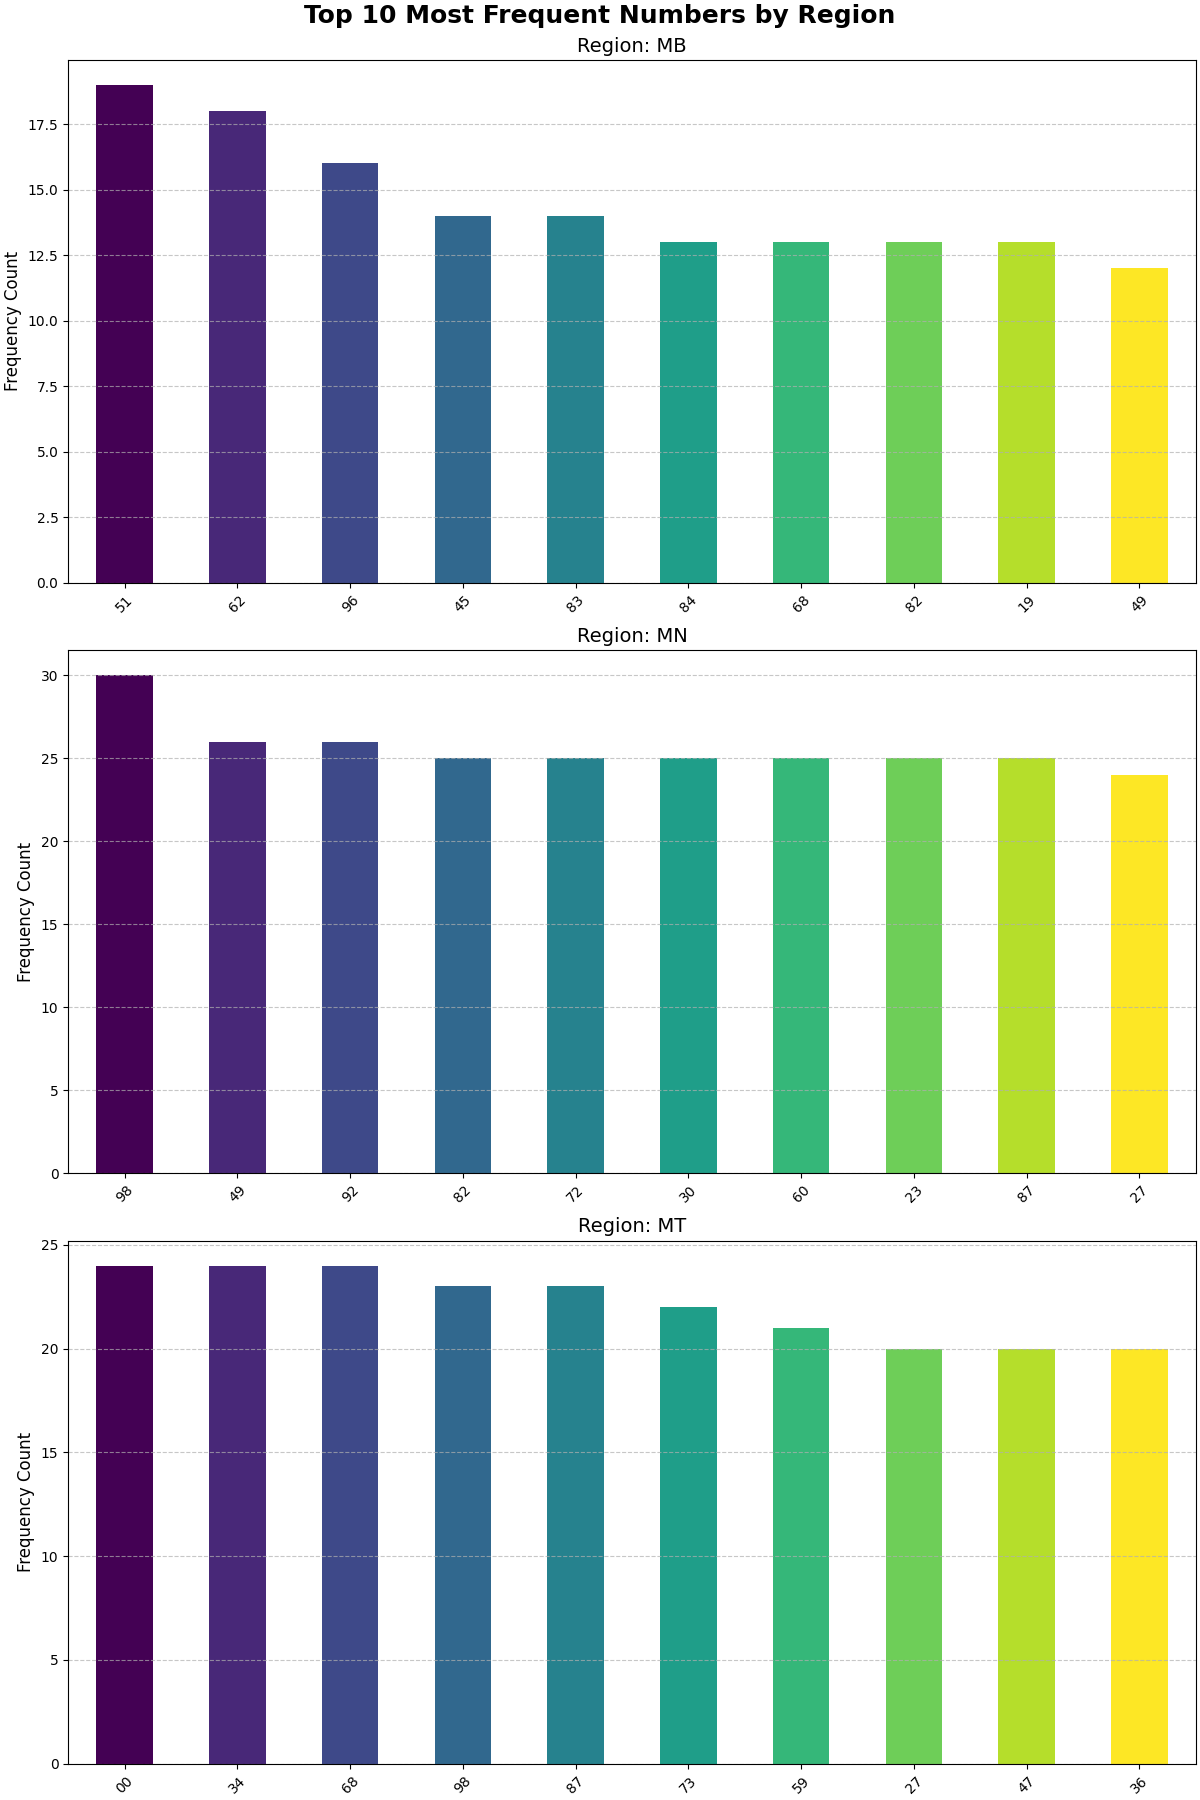 Top 10 Most Frequent Numbers by Region
Region: MB
Frequency Count
17.5
15.0
12.5
10.0
7.5
5.0
2.5
0.0
51 62 96 45 83 84 68 82 19 49
Region: MN
Frequency Count
30
25
20
15
10
5
0
98 49 92 82 72 30 60 23 87 27
Region: MT
Frequency Count
25
20
15
10
5
0
00 34 68 98 87 73 59 27 47 36